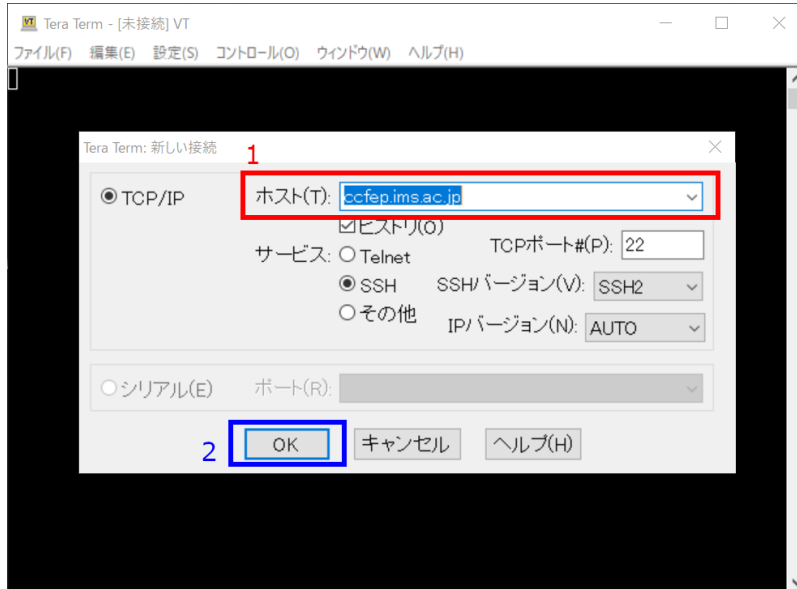 Tera Term - [未接続] VT
ファイル(F) 編集(E) 設定(S) コントロール(O) ウィンドウ(W) ヘルプ(H)
Tera Term: 新しい接続
1
TCP/IP ホスト(T): ccfep.ims.ac.jp
ヒストリ(O)
サービス: Telnet TCPポート#(P): 22
SSH SSHバージョン(V): SSH2
その他 IPバージョン(N): AUTO
シリアル(E) ポート(R):
2 OK キャンセル ヘルプ(H)